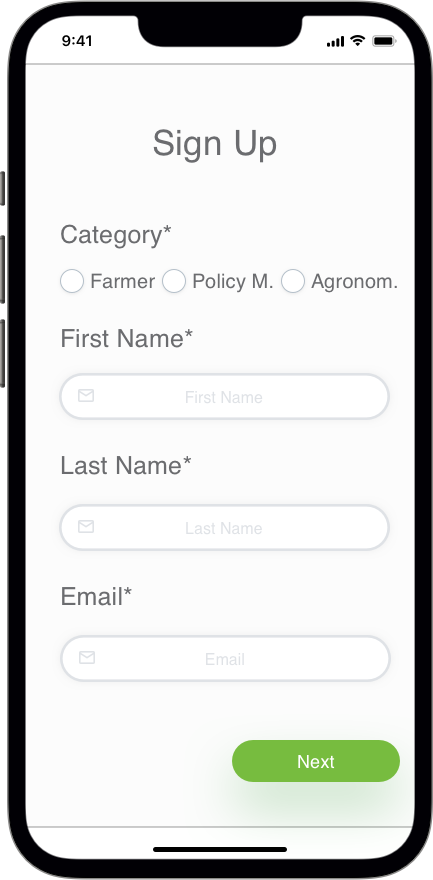 9:41
Sign Up
Category*
Farmer Policy M. Agronom.
First Name*
First Name
Last Name*
Last Name
Email*
Email
Next